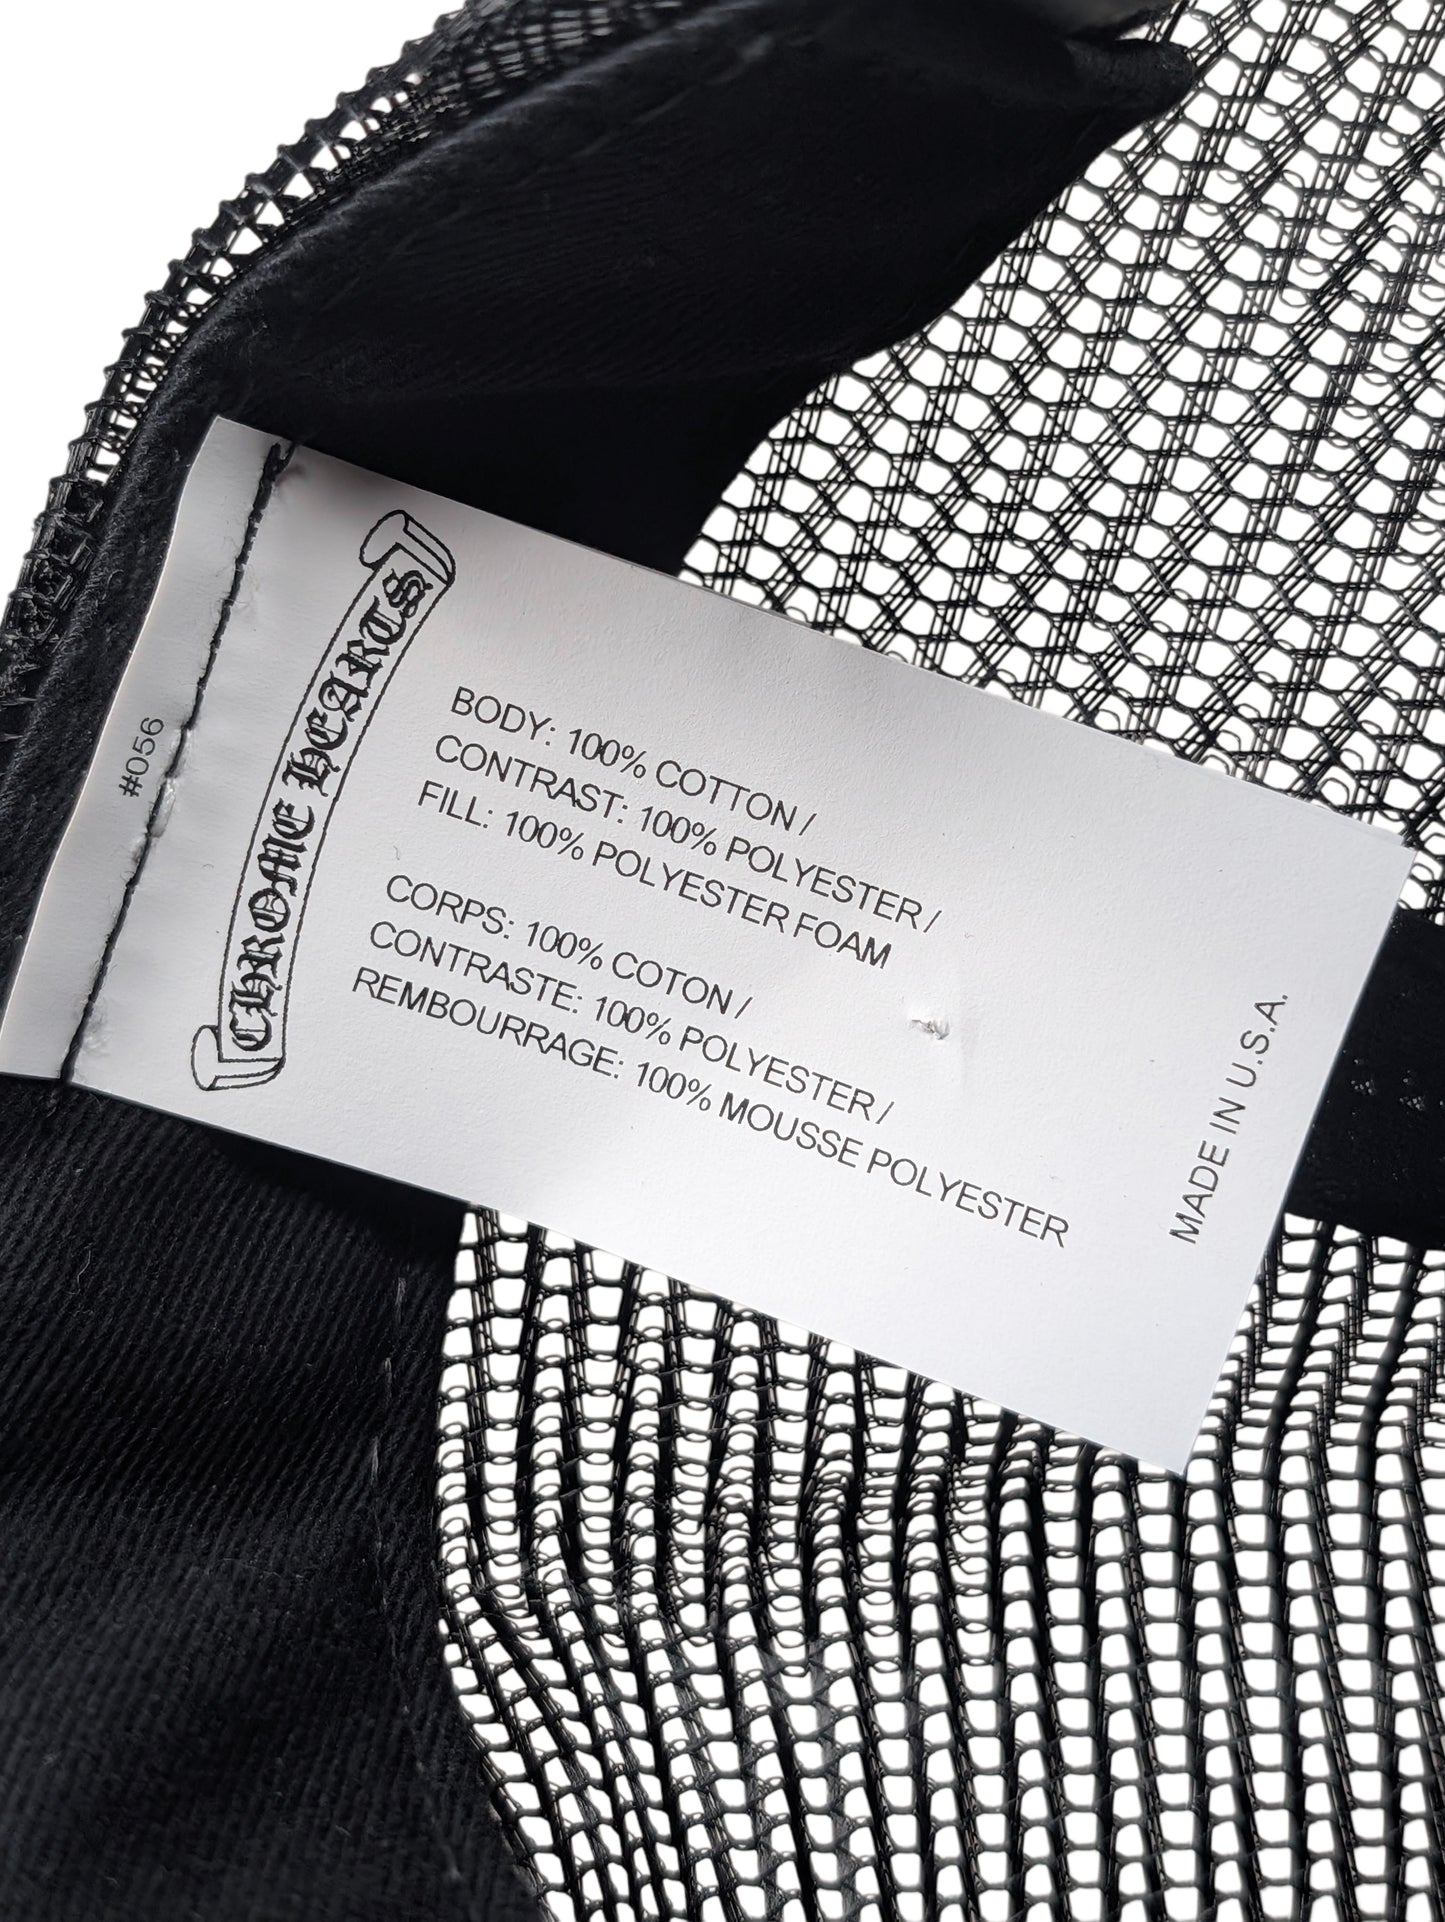 #056
CHROME HEARTS
BODY: 100% COTTON /
CONTRAST: 100% POLYESTER /
FILL: 100% POLYESTER FOAM
CORPS: 100% COTON /
CONTRASTE: 100% POLYESTER /
REMBOURRAGE: 100% MOUSSE POLYESTER
MADE IN U.S.A.